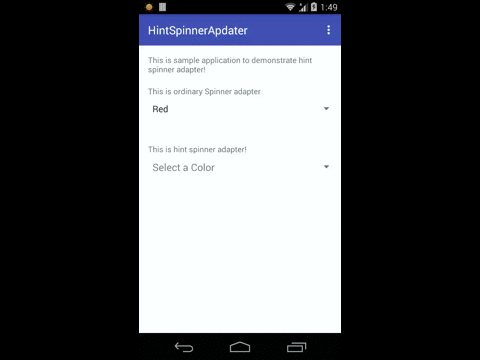 1:49
HintSpinnerApdater
This is sample application to demonstrate hint
spinner adapter!
This is ordinary Spinner adapter
Red
This is hint spinner adapter!
Select a Color